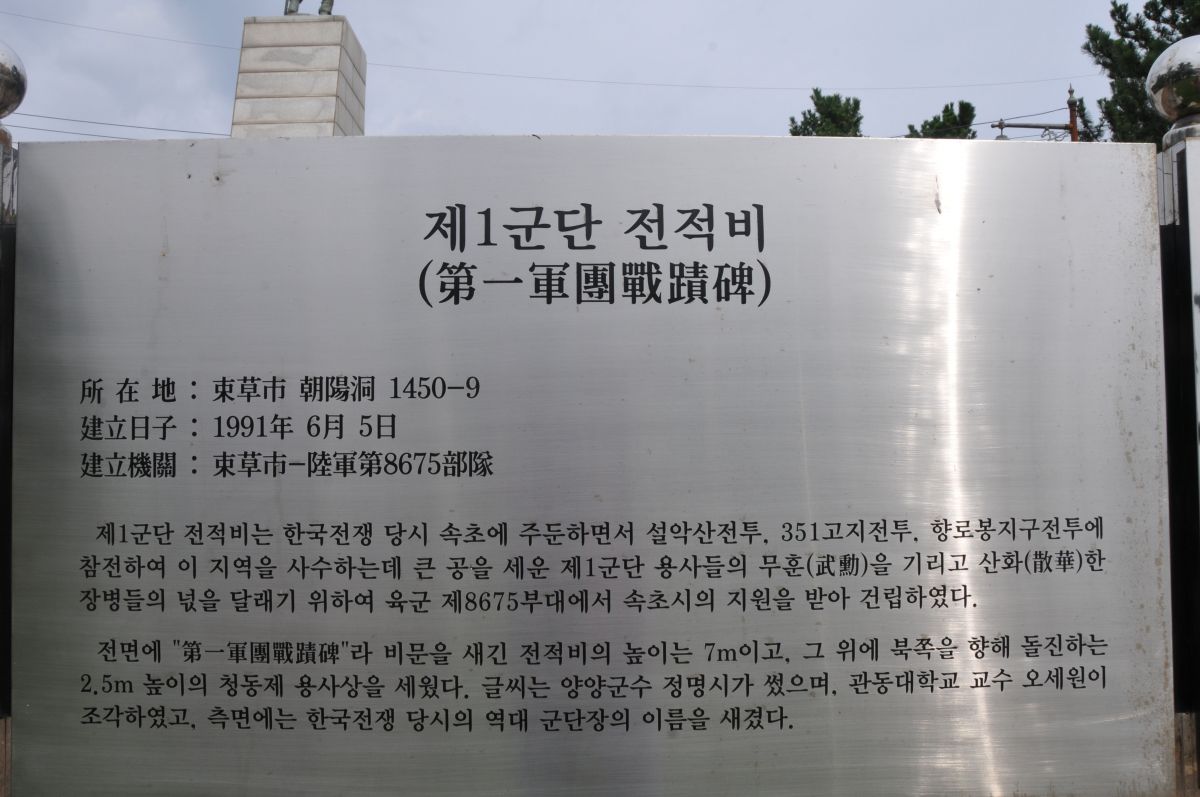 제1군단 전적비
(第一軍團戰蹟碑)
所 在 地 : 束草市 朝陽洞 1450-9
建立日子 : 1991年 6月 5日
建立機關 : 束草市-陸軍第8675部隊
제1군단 전적비는 한국전쟁 당시 속초에 주둔하면서 설악산전투, 351고지전투, 향로봉지구전투에
참전하여 이 지역을 사수하는데 큰 공을 세운 제1군단 용사들의 무훈(武勳)을 기리고 산화(散華)한
장병들의 넋을 달래기 위하여 육군 제8675부대에서 속초시의 지원을 받아 건립하였다.
전면에 "第一軍團戰蹟碑"라 비문을 새긴 전적비의 높이는 7m이고, 그 위에 북쪽을 향해 돌진하는
2.5m 높이의 청동제 용사상을 세웠다. 글씨는 양양군수 정명시가 썼으며, 관동대학교 교수 오세원이
조각하였고, 측면에는 한국전쟁 당시의 역대 군단장의 이름을 새겼다.